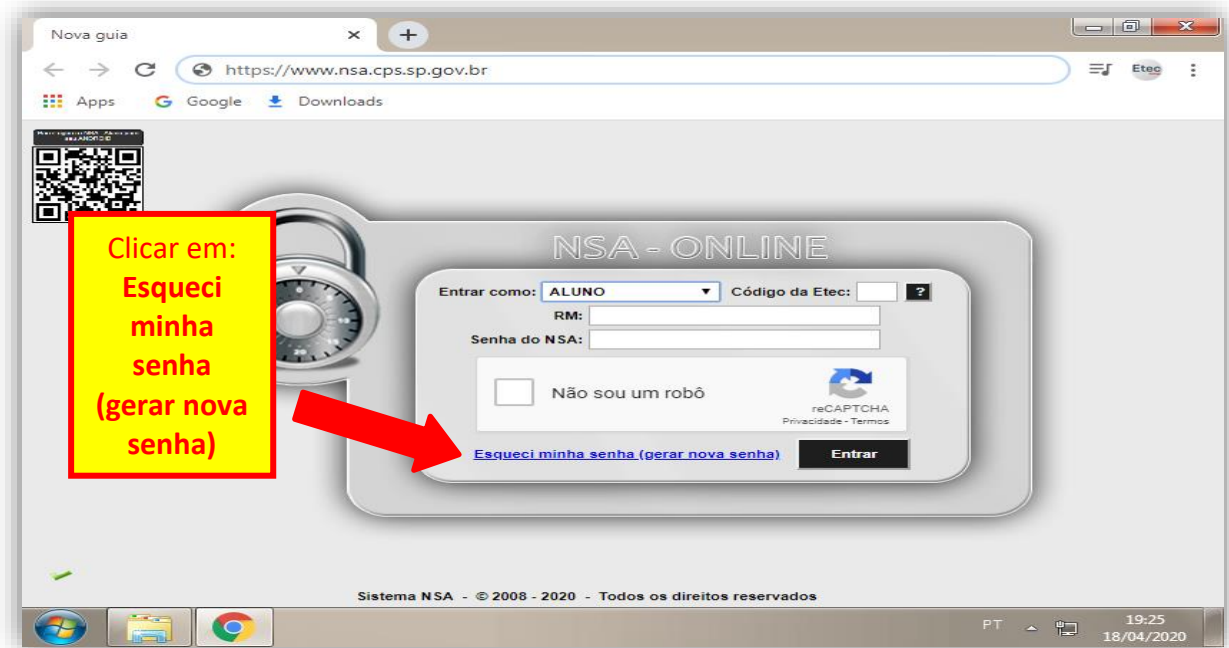 Nova guia
https://www.nsa.cps.sp.gov.br
Etec
Apps Google Downloads
NSA - ONLINE
Clicar em:
Esqueci
minha
senha
(gerar nova
senha)
Entrar como: ALUNO Código da Etec: ?
RM:
Senha do NSA:
Não sou um robô
reCAPTCHA
Privacidade - Termos
Esqueci minha senha (gerar nova senha) Entrar
Sistema NSA - © 2008 - 2020 - Todos os direitos reservados
PT 19:25
18/04/2020